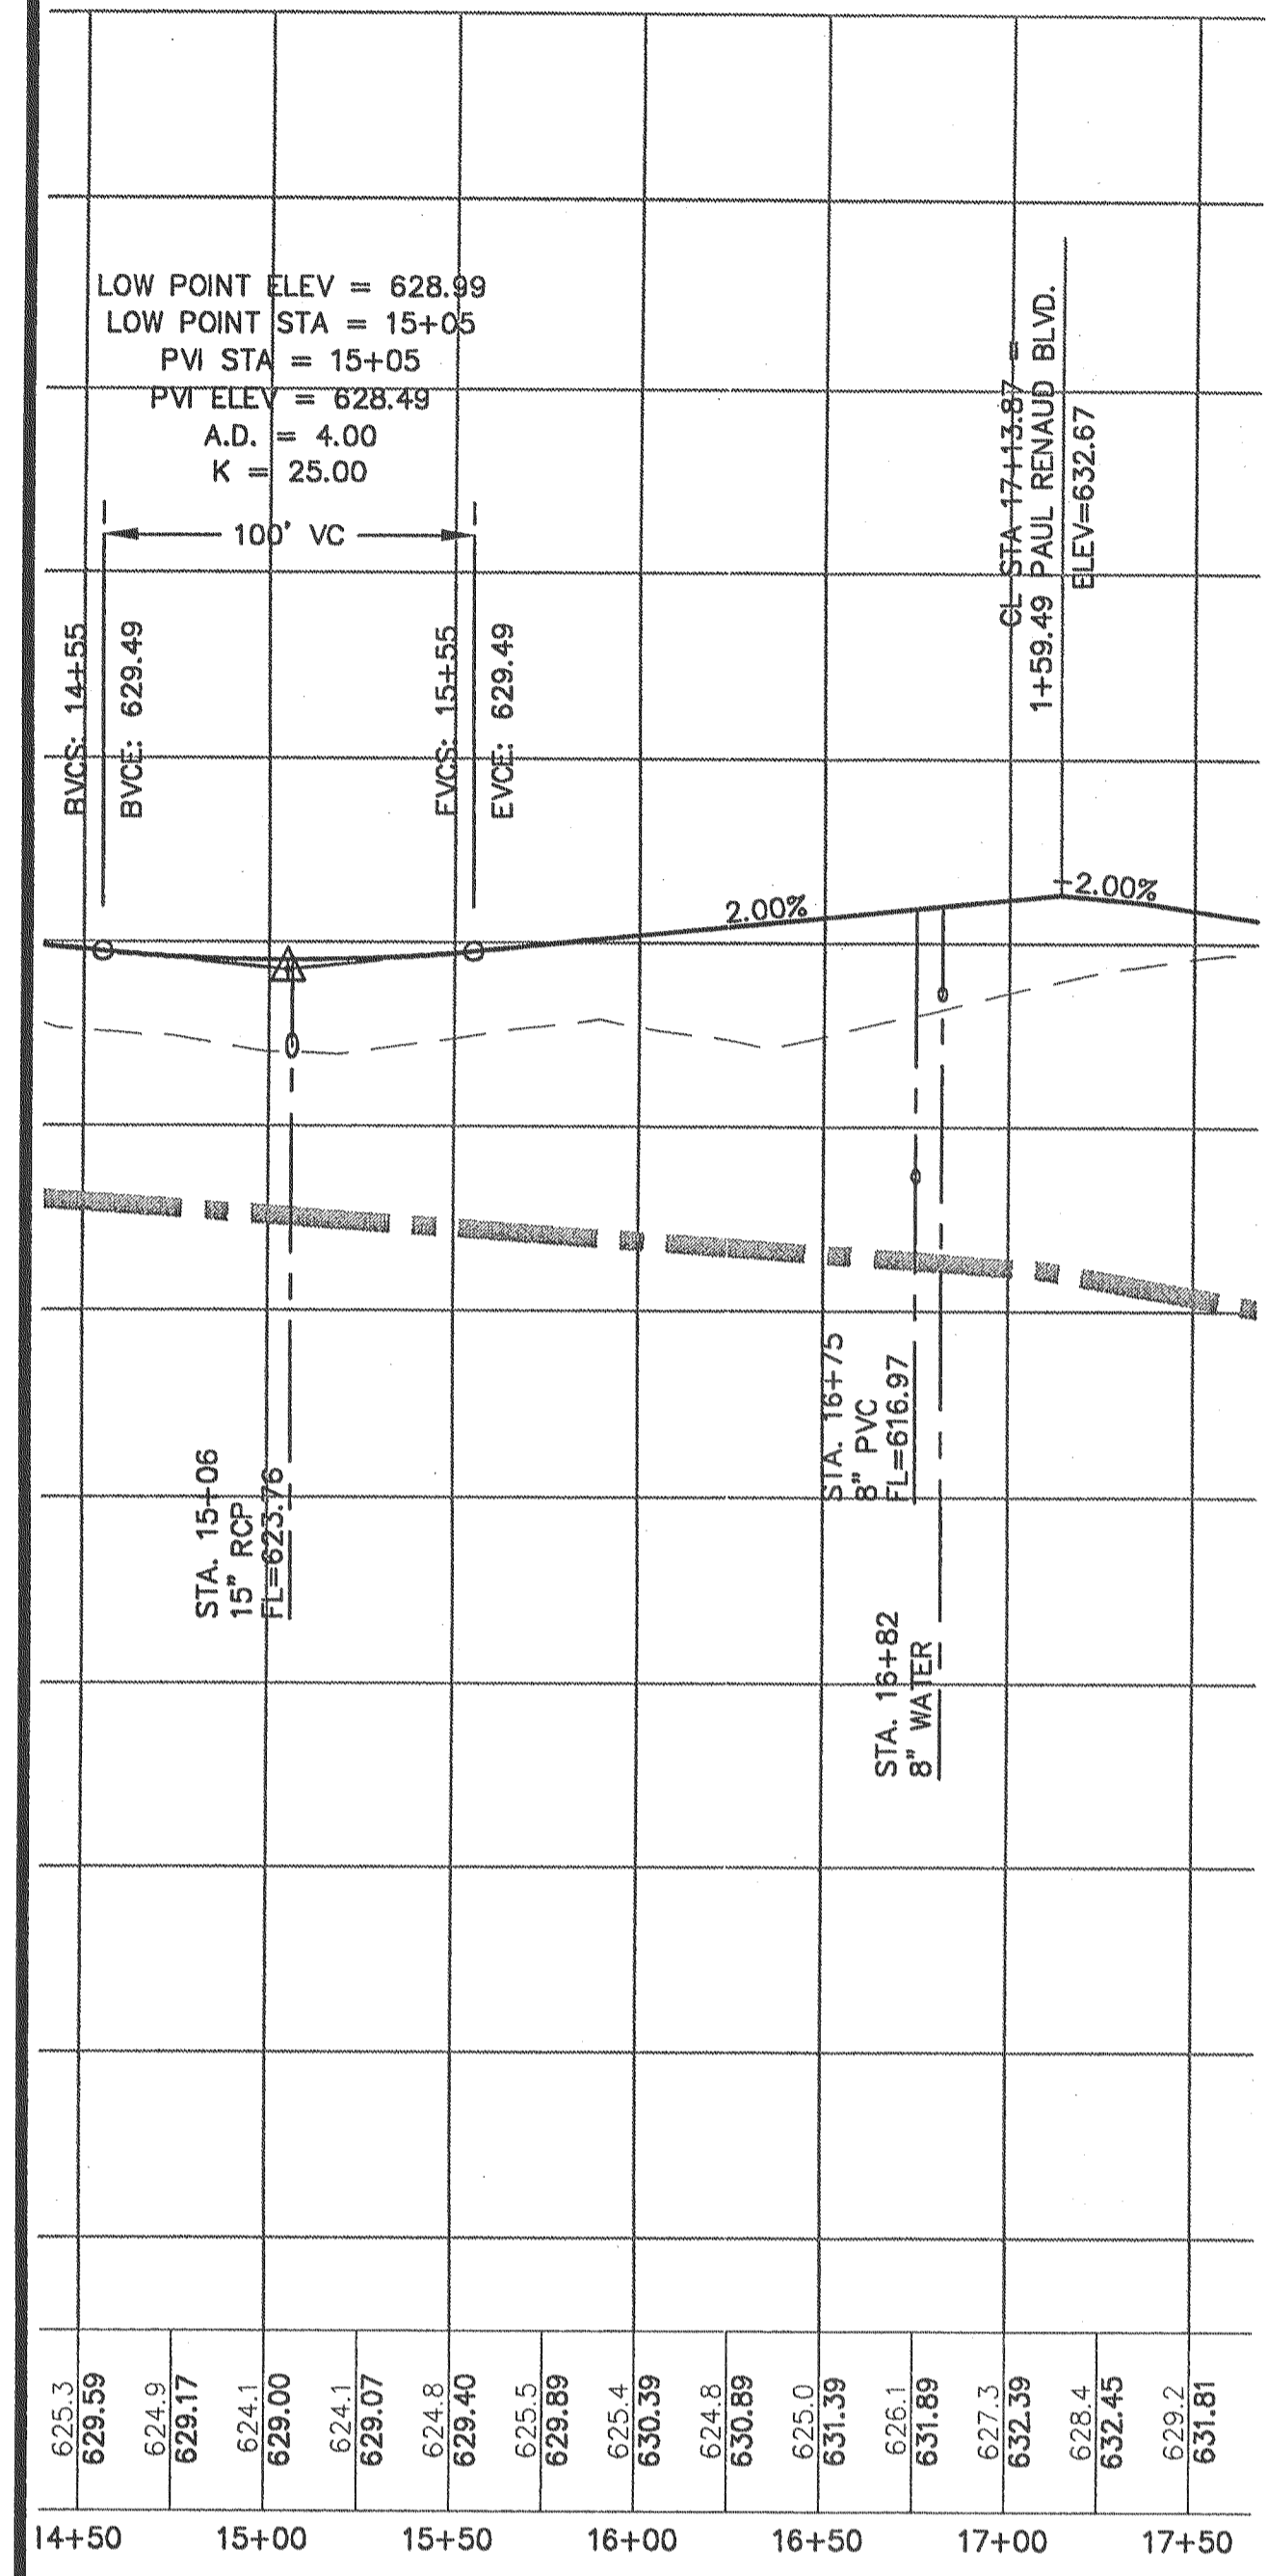 LOW POINT ELEV = 628.99
LOW POINT STA = 15+05
PVI STA = 15+05
PVI ELEV = 628.49
A.D. = 4.00
K = 25.00
100' VC
BVCS: 14+55
BVCE: 629.49
EVCS: 15+55
EVCE: 629.49
CL STA 17+13.87 =
1+59.49 PAUL RENAUD BLVD.
ELEV=632.67
2.00%
-2.00%
STA. 15+06
15" RCP
FL=623.76
STA. 16+75
8" PVC
FL=616.97
STA. 16+82
8" WATER
625.3
629.59
624.9
629.17
624.1
629.00
624.1
629.07
624.8
629.40
625.5
629.89
625.4
630.39
624.8
630.89
625.0
631.39
626.1
631.89
627.3
632.39
628.4
632.45
629.2
631.81
14+50 15+00 15+50 16+00 16+50 17+00 17+50